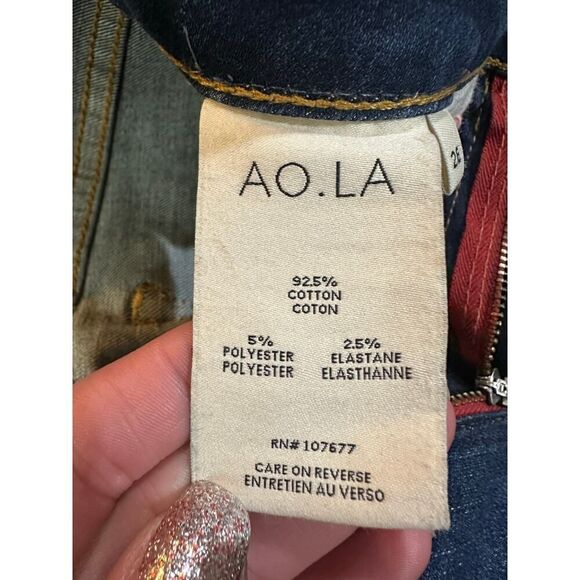 AO.LA
92.5%
COTTON
COTON
5%
POLYESTER
POLYESTER
2.5%
ELASTANE
ELASTHANNE
RN# 107677
CARE ON REVERSE
ENTRETIEN AU VERSO